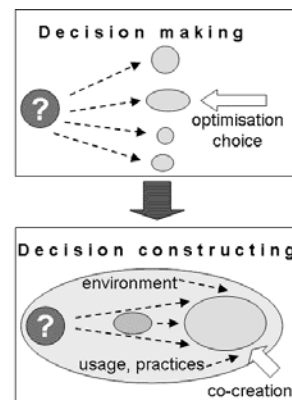 Decision making
?
optimisation
choice
Decision constructing
environment
?
usage, practices
co-creation